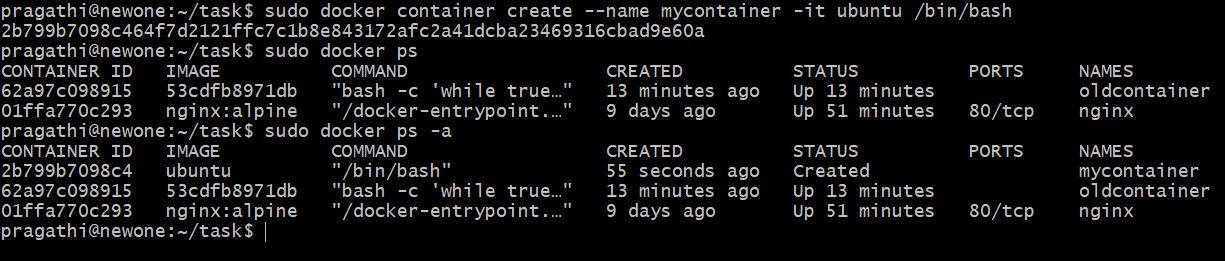 pragathi@newone:~/task$ sudo docker container create --name mycontainer -it ubuntu /bin/bash
2b799b7098c464f7d2121ffc7c1b8e843172afc2a41dcba23469316cbad9e60a
pragathi@newone:~/task$ sudo docker ps
CONTAINER ID   IMAGE          COMMAND                  CREATED          STATUS          PORTS     NAMES
62a97c098915   53cdfb8971db   "bash -c 'while true…"   13 minutes ago   Up 13 minutes             oldcontainer
01ffa770c293   nginx:alpine   "/docker-entrypoint.…"   9 days ago       Up 51 minutes   80/tcp    nginx
pragathi@newone:~/task$ sudo docker ps -a
CONTAINER ID   IMAGE          COMMAND                  CREATED          STATUS          PORTS     NAMES
2b799b7098c4   ubuntu         "/bin/bash"              55 seconds ago   Created                   mycontainer
62a97c098915   53cdfb8971db   "bash -c 'while true…"   13 minutes ago   Up 13 minutes             oldcontainer
01ffa770c293   nginx:alpine   "/docker-entrypoint.…"   9 days ago       Up 51 minutes   80/tcp    nginx
pragathi@newone:~/task$